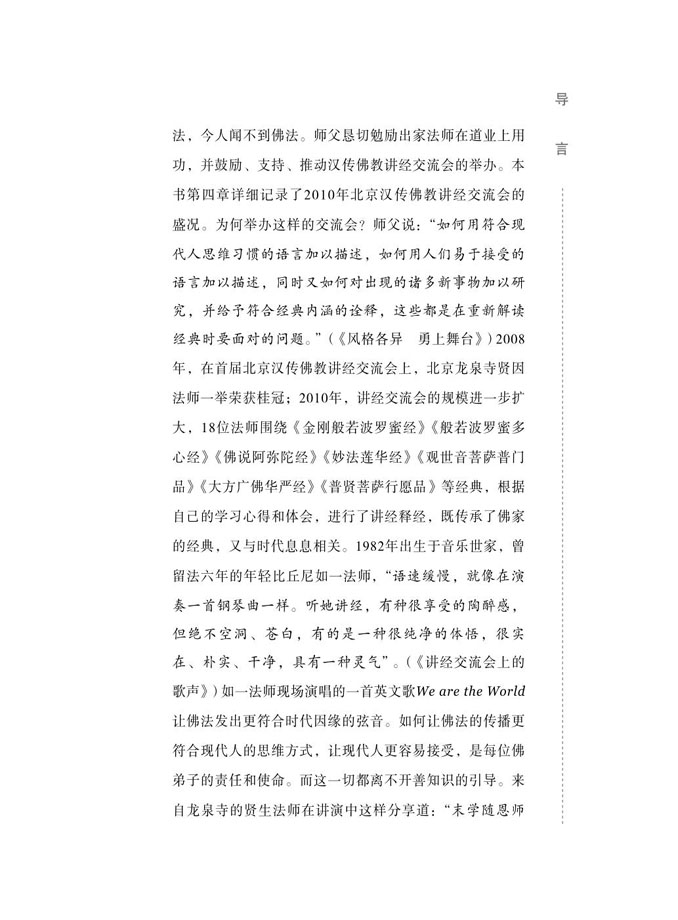 导
言
法，今人闻不到佛法。师父恳切勉励出家法师在道业上用
功，并鼓励、支持、推动汉传佛教讲经交流会的举办。本
书第四章详细记录了2010年北京汉传佛教讲经交流会的
盛况。为何举办这样的交流会？师父说：“如何用符合现
代人思维习惯的语言加以描述，如何用人们易于接受的
语言加以描述，同时又如何对出现的诸多新事物加以研
究，并给予符合经典内涵的诠释，这些都是在重新解读
经典时要面对的问题。”（《风格各异　勇上舞台》）2008
年，在首届北京汉传佛教讲经交流会上，北京龙泉寺贤因
法师一举荣获桂冠；2010年，讲经交流会的规模进一步扩
大，18位法师围绕《金刚般若波罗蜜经》《般若波罗蜜多
心经》《佛说阿弥陀经》《妙法莲华经》《观世音菩萨普门
品》《大方广佛华严经》《普贤菩萨行愿品》等经典，根据
自己的学习心得和体会，进行了讲经释经，既传承了佛家
的经典，又与时代息息相关。1982年出生于音乐世家，曾
留法六年的年轻比丘尼如一法师，“语速缓慢，就像在演
奏一首钢琴曲一样。听她讲经，有种很享受的陶醉感，
但绝不空洞、苍白，有的是一种很纯净的体悟，很实
在、朴实、干净，具有一种灵气”。（《讲经交流会上的
歌声》）如一法师现场演唱的一首英文歌We are the World
让佛法发出更符合时代因缘的弦音。如何让佛法的传播更
符合现代人的思维方式，让现代人更容易接受，是每位佛
弟子的责任和使命。而这一切都离不开善知识的引导。来
自龙泉寺的贤生法师在讲演中这样分享道：“末学随恩师